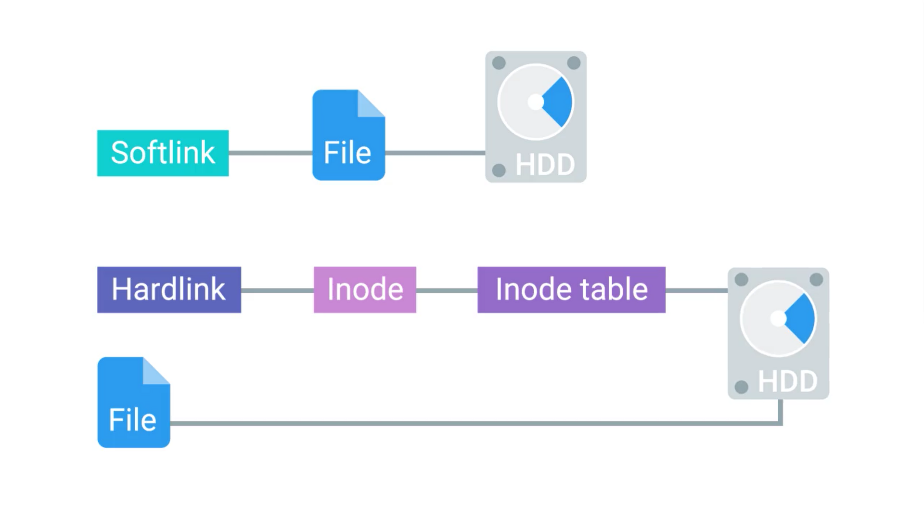 Softlink
File
HDD
Hardlink
Inode
Inode table
HDD
File